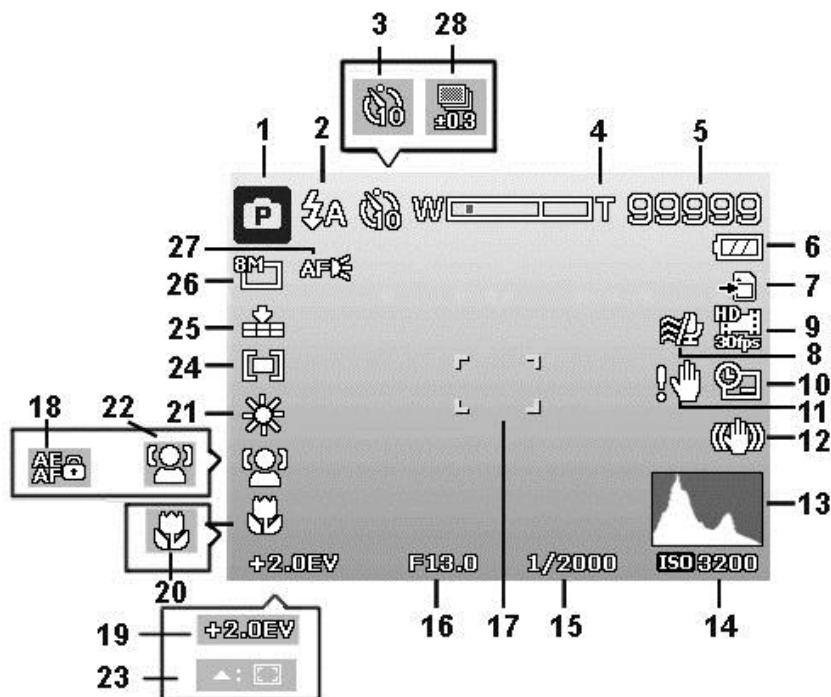 3 28
10 ±0.3
1 2 4 5
P A 10 W T 99999
27 6
8M AF
26 7
HD
25 30fps 9
8
24 10
11
18 22 21
AE
AF 12
13
+2.0EV F13.0 1/2000 ISO 3200
20 16 17 15 14
19 +2.0EV
23 :